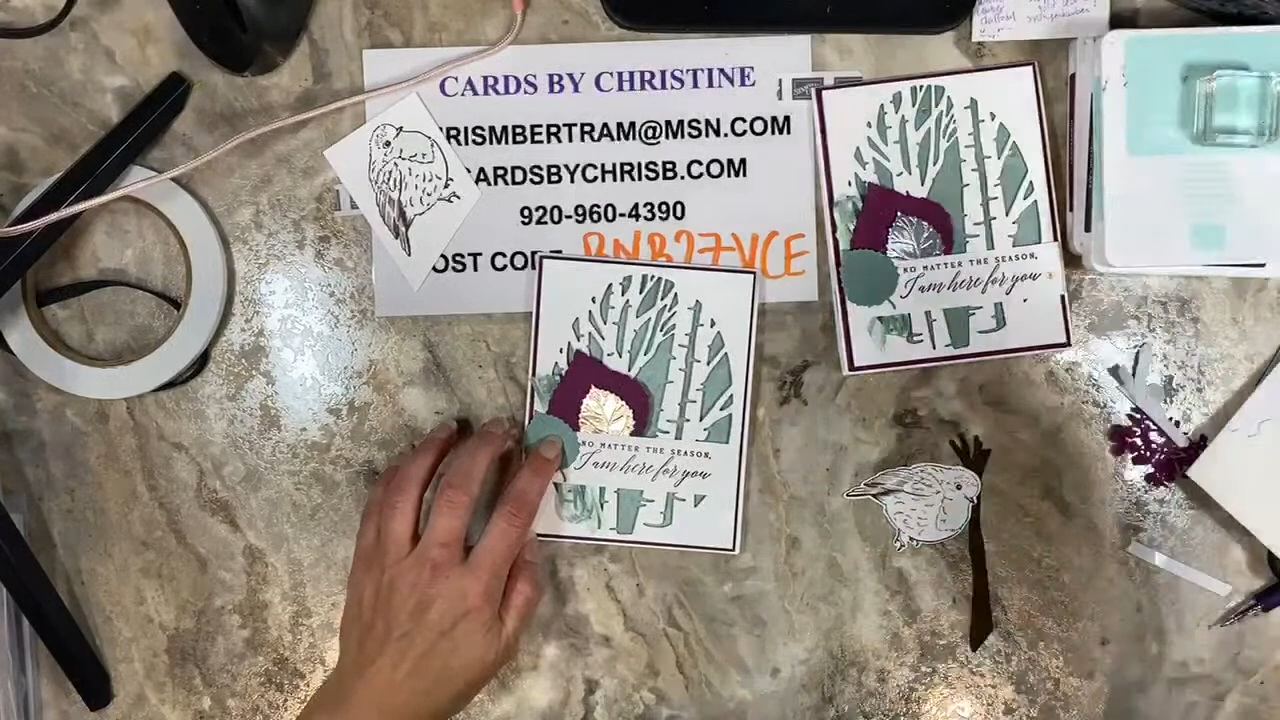 CARDS BY CHRISTINE
RISMBERTRAM@MSN.COM
CARDSBYCHRISB.COM
920-960-4390
OST CODE
NO MATTER THE SEASON,
I am here for you
NO MATTER THE SEASON,
I am here for you